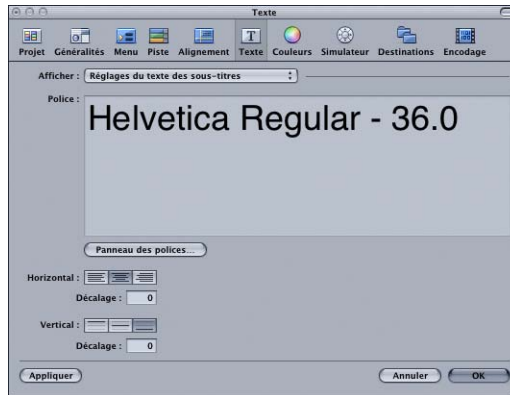 Texte
Projet Généralités Menu Piste Alignement Texte Couleurs Simulateur Destinations Encodage
Afficher : Réglages du texte des sous-titres
Police :
Helvetica Regular - 36.0
Panneau des polices...
Horizontal :
Décalage : 0
Vertical :
Décalage : 0
Appliquer Annuler OK